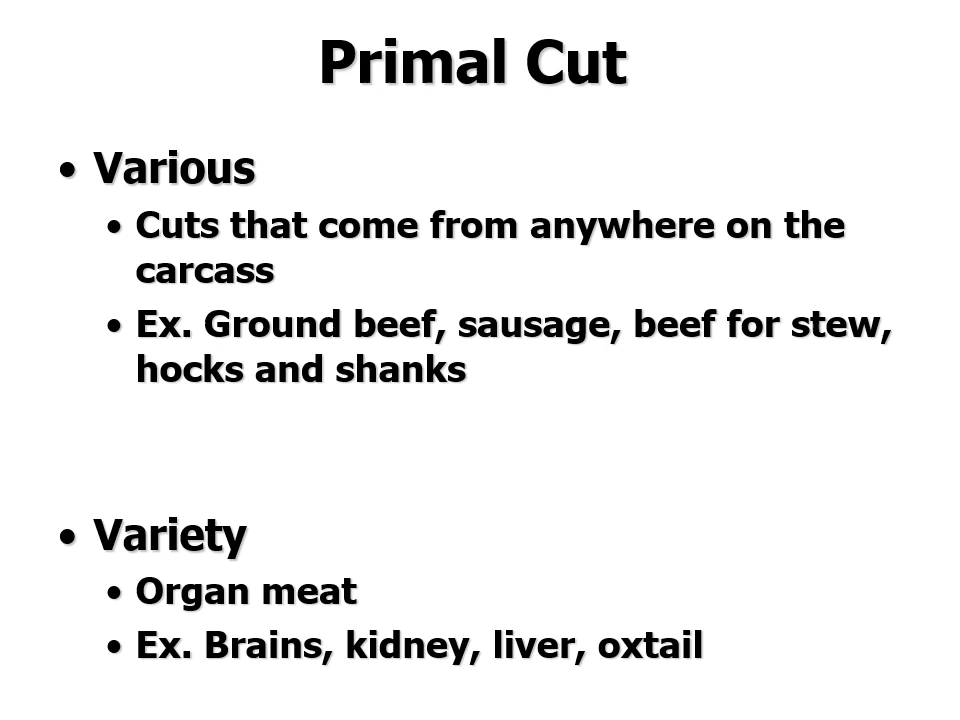 Primal Cut
• Various
• Cuts that come from anywhere on the
carcass
• Ex. Ground beef, sausage, beef for stew,
hocks and shanks
• Variety
• Organ meat
• Ex. Brains, kidney, liver, oxtail